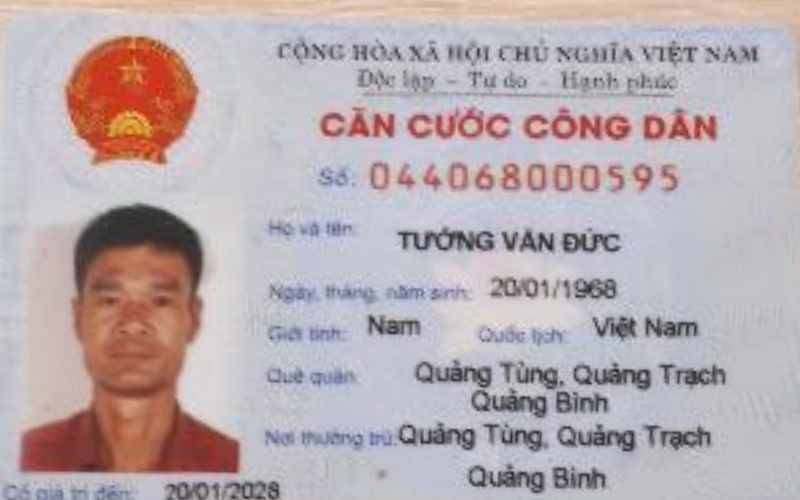 CỘNG HÒA XÃ HỘI CHỦ NGHĨA VIỆT NAM
Độc lập – Tự do – Hạnh phúc
CĂN CƯỚC CÔNG DÂN
Số: 044068000595
Họ và tên: TƯỞNG VĂN ĐỨC
Ngày, tháng, năm sinh: 20/01/1968
Giới tính: Nam Quốc tịch: Việt Nam
Quê quán: Quảng Tùng, Quảng Trạch
Quảng Bình
Nơi thường trú: Quảng Tùng, Quảng Trạch
Quảng Bình
Có giá trị đến: 20/01/2028